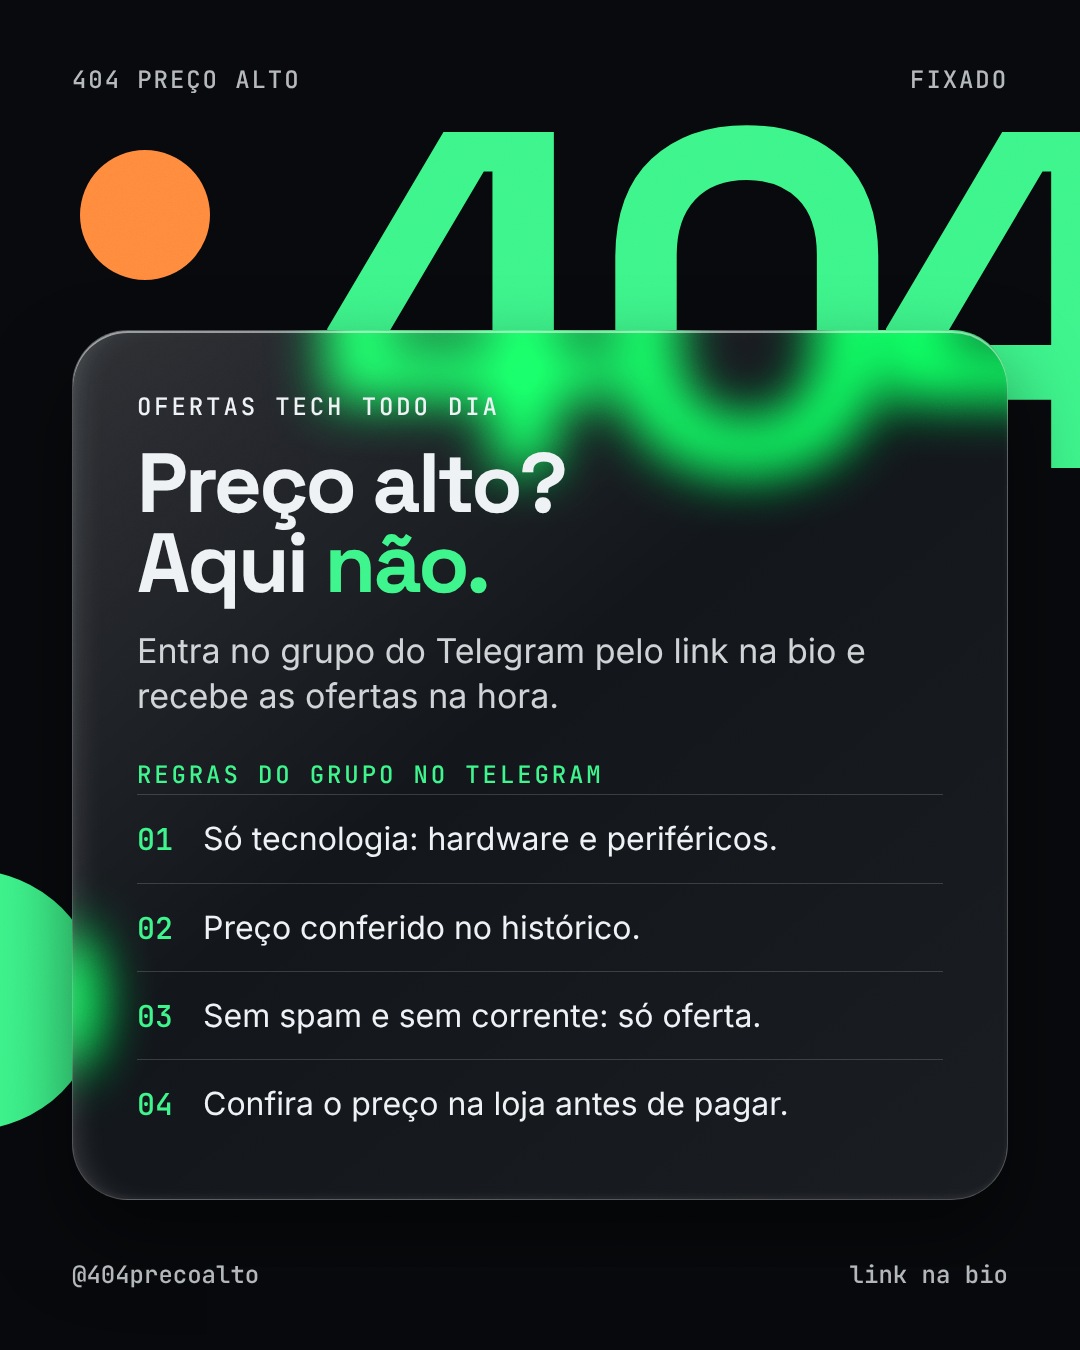 404 PREÇO ALTO
FIXADO
404
OFERTAS TECH TODO DIA
Preço alto?
Aqui não.
Entra no grupo do Telegram pelo link na bio e
recebe as ofertas na hora.
REGRAS DO GRUPO NO TELEGRAM
01 Só tecnologia: hardware e periféricos.
02 Preço conferido no histórico.
03 Sem spam e sem corrente: só oferta.
04 Confira o preço na loja antes de pagar.
@404precoalto
link na bio